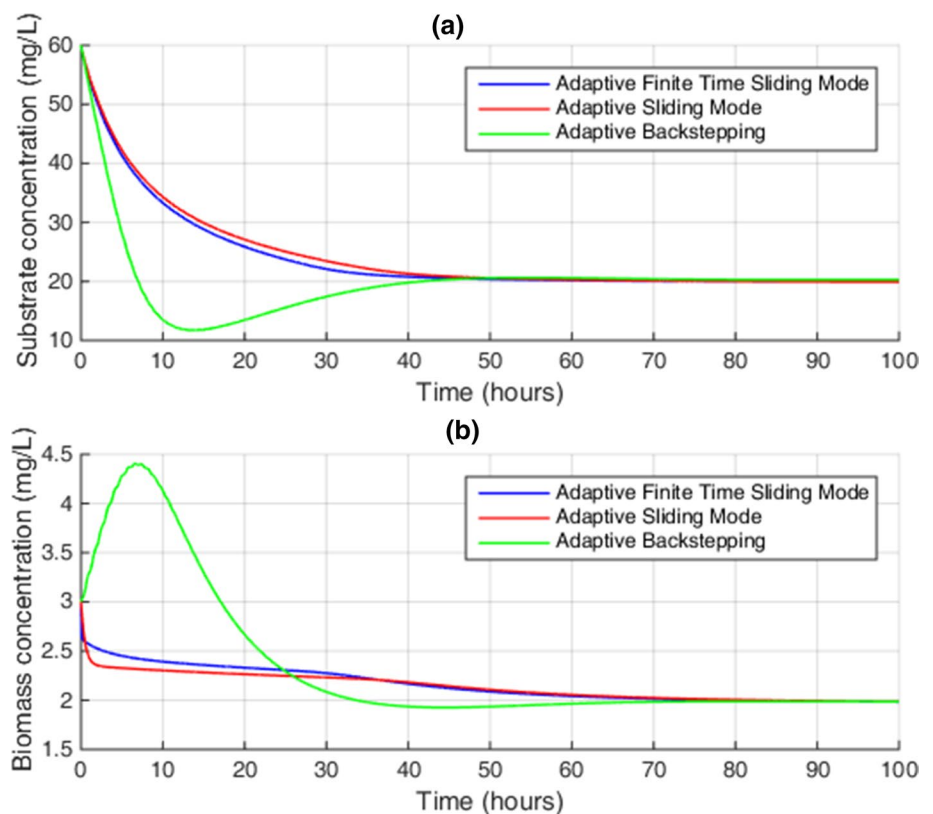 (a)
Substrate concentration (mg/L)
60
50
40
30
20
10
Adaptive Finite Time Sliding Mode
Adaptive Sliding Mode
Adaptive Backstepping
0 10 20 30 40 50 60 70 80 90 100
Time (hours)
(b)
Biomass concentration (mg/L)
4.5
4
3.5
3
2.5
2
1.5
Adaptive Finite Time Sliding Mode
Adaptive Sliding Mode
Adaptive Backstepping
0 10 20 30 40 50 60 70 80 90 100
Time (hours)